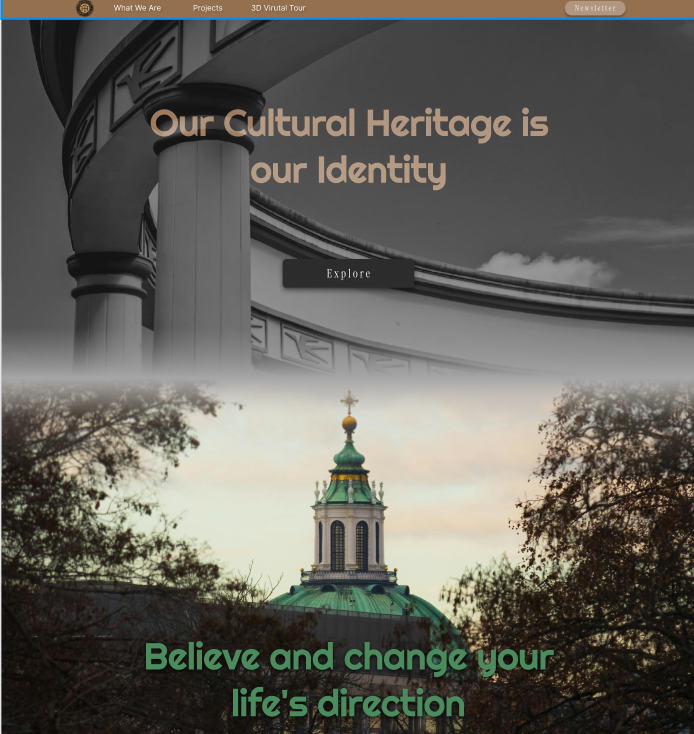 What We Are
Projects
3D Virutal Tour
Newsletter
Our Cultural Heritage is
our Identity
Explore
Believe and change your
life's direction